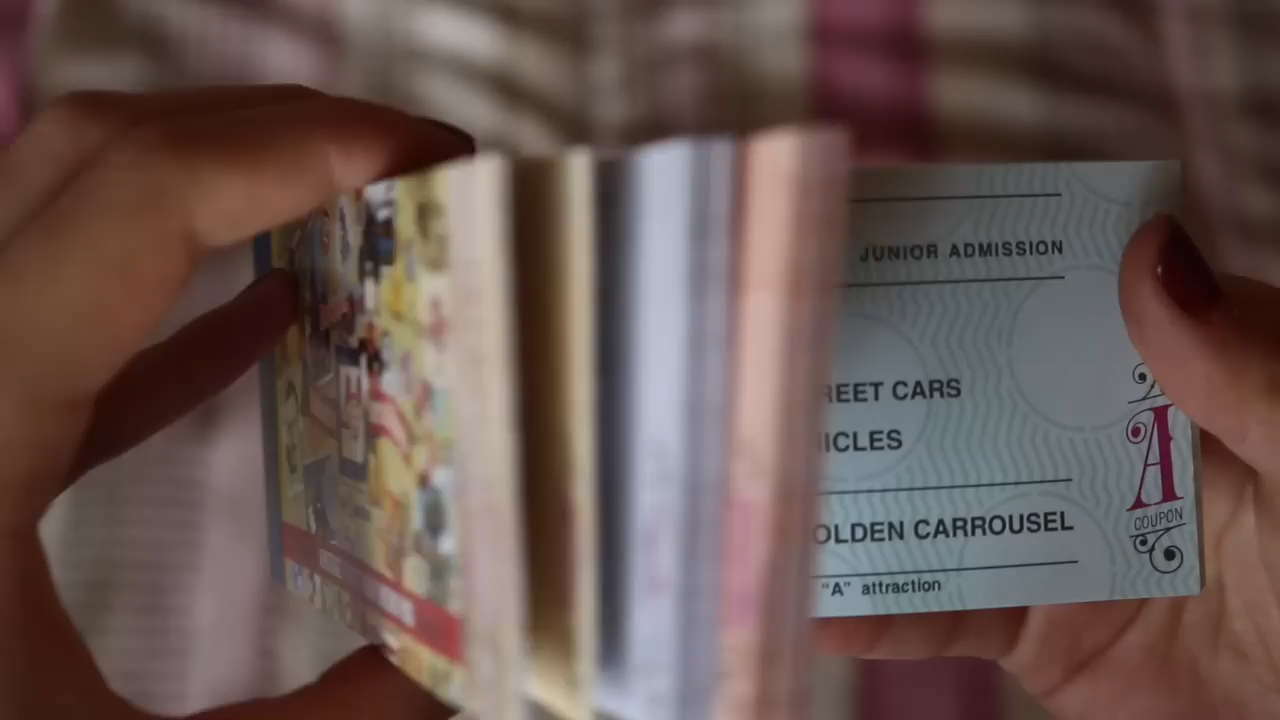 JUNIOR ADMISSION
REET CARS
ICLES
OLDEN CARROUSEL
"A" attraction
A
COUPON